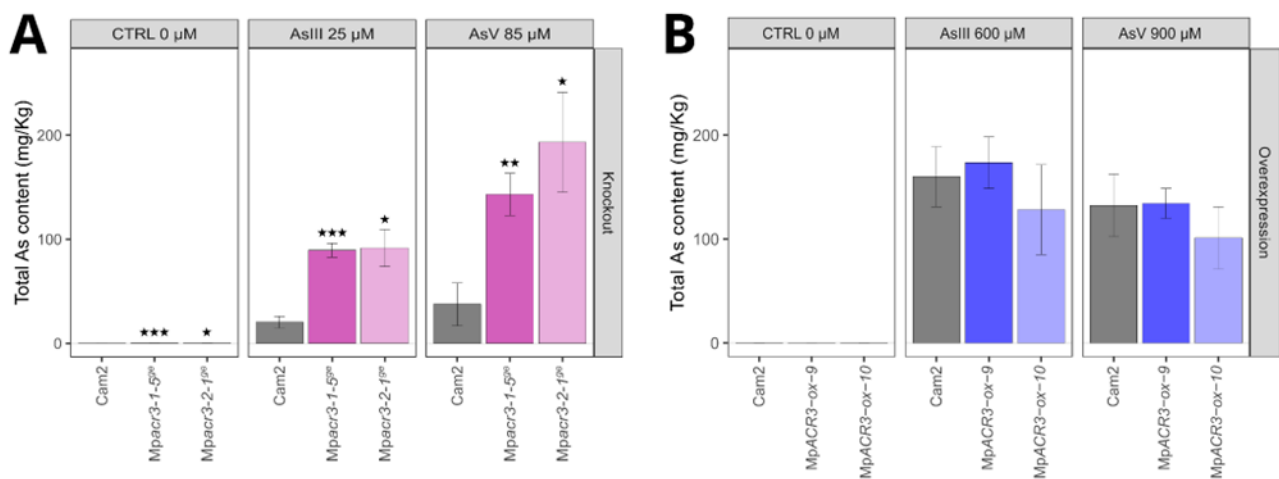 A
CTRL 0 µM
AsIII 25 µM
AsV 85 µM
Total As content (mg/Kg)
200
100
0
★★★
★
★★★
★
★★
★
Knockout
Cam2
Mpacr3-1-5ᵍᵉ
Mpacr3-2-1ᵍᵉ
Cam2
Mpacr3-1-5ᵍᵉ
Mpacr3-2-1ᵍᵉ
Cam2
Mpacr3-1-5ᵍᵉ
Mpacr3-2-1ᵍᵉ
B
CTRL 0 µM
AsIII 600 µM
AsV 900 µM
Total As content (mg/Kg)
200
100
0
Overexpression
Cam2
MpACR3-ox-9
MpACR3-ox-10
Cam2
MpACR3-ox-9
MpACR3-ox-10
Cam2
MpACR3-ox-9
MpACR3-ox-10